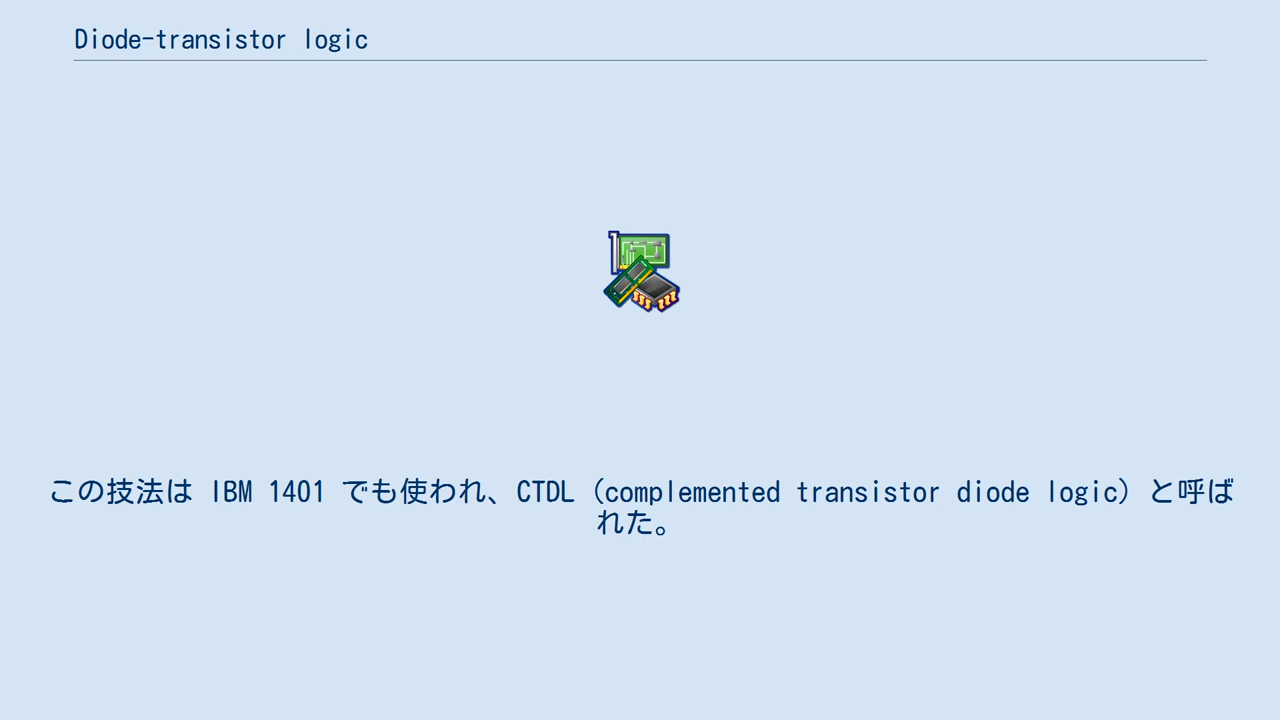 Diode-transistor logic
この技法は IBM 1401 でも使われ、CTDL (complemented transistor diode logic) と呼ば
れた。